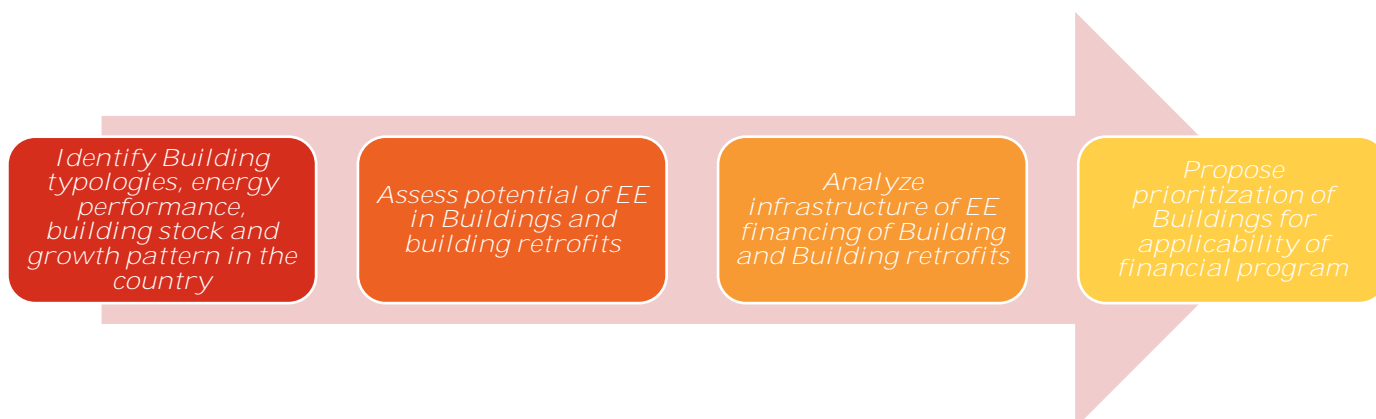 Identify Building
typologies, energy
performance,
building stock and
growth pattern in the
country
Assess potential of EE
in Buildings and
building retrofits
Analyze
infrastructure of EE
financing of Building
and Building retrofits
Propose
prioritization of
Buildings for
applicability of
financial program